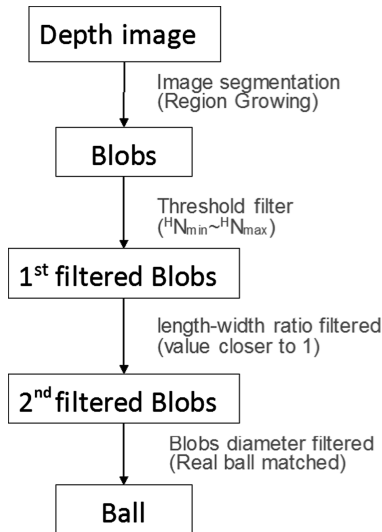 Depth image
Image segmentation
(Region Growing)
Blobs
Threshold filter
(ᴴNmin~ᴴNmax)
1st filtered Blobs
length-width ratio filtered
(value closer to 1)
2nd filtered Blobs
Blobs diameter filtered
(Real ball matched)
Ball